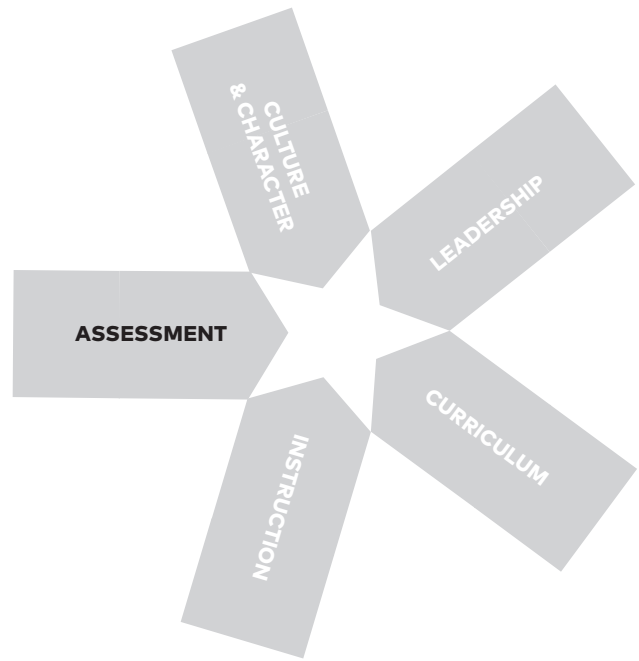 CULTURE
& CHARACTER
LEADERSHIP
ASSESSMENT
CURRICULUM
INSTRUCTION